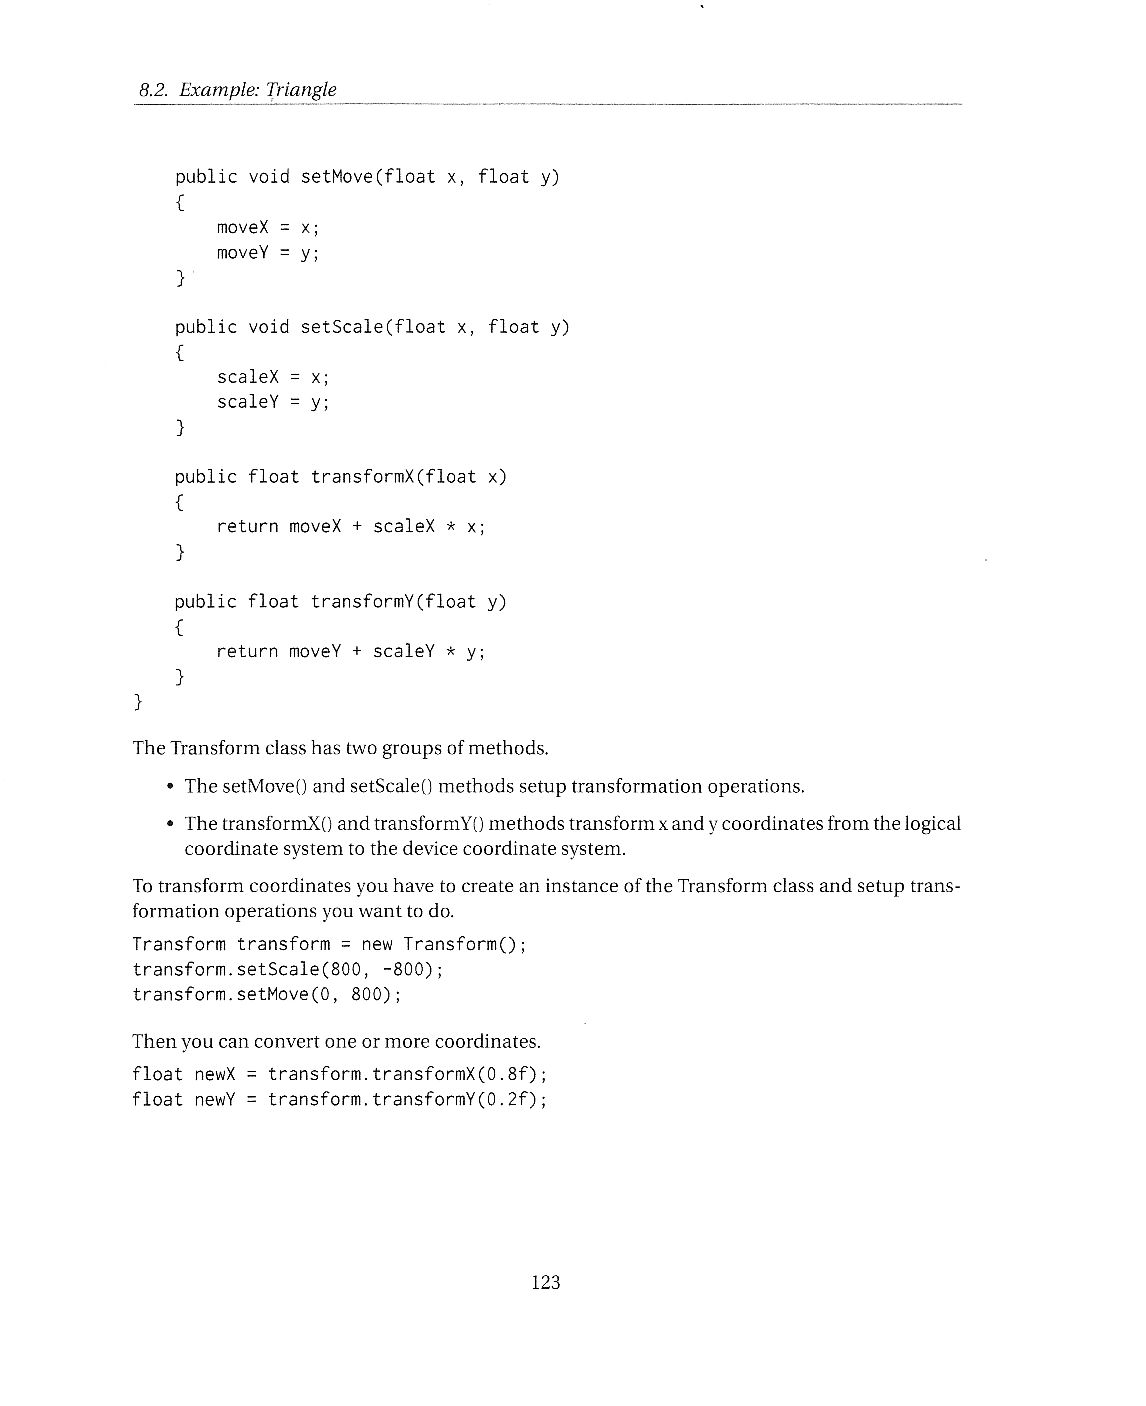 8.2. Example: Triangle
public void setMove(float x, float y)
{
moveX = x;
moveY = y;
}
public void setScale(float x, float y)
{
scaleX = x;
scaleY = y;
}
public float transformX(float x)
{
return moveX + scaleX * x;
}
public float transformY(float y)
{
return moveY + scaleY * y;
}
}
The Transform class has two groups of methods.
• The setMove() and setScale() methods setup transformation operations.
• The transformX() and transformY() methods transform x and y coordinates from the logical
coordinate system to the device coordinate system.
To transform coordinates you have to create an instance of the Transform class and setup trans-
formation operations you want to do.
Transform transform = new Transform();
transform.setScale(800, -800);
transform.setMove(0, 800);
Then you can convert one or more coordinates.
float newX = transform.transformX(0.8f);
float newY = transform.transformY(0.2f);
123